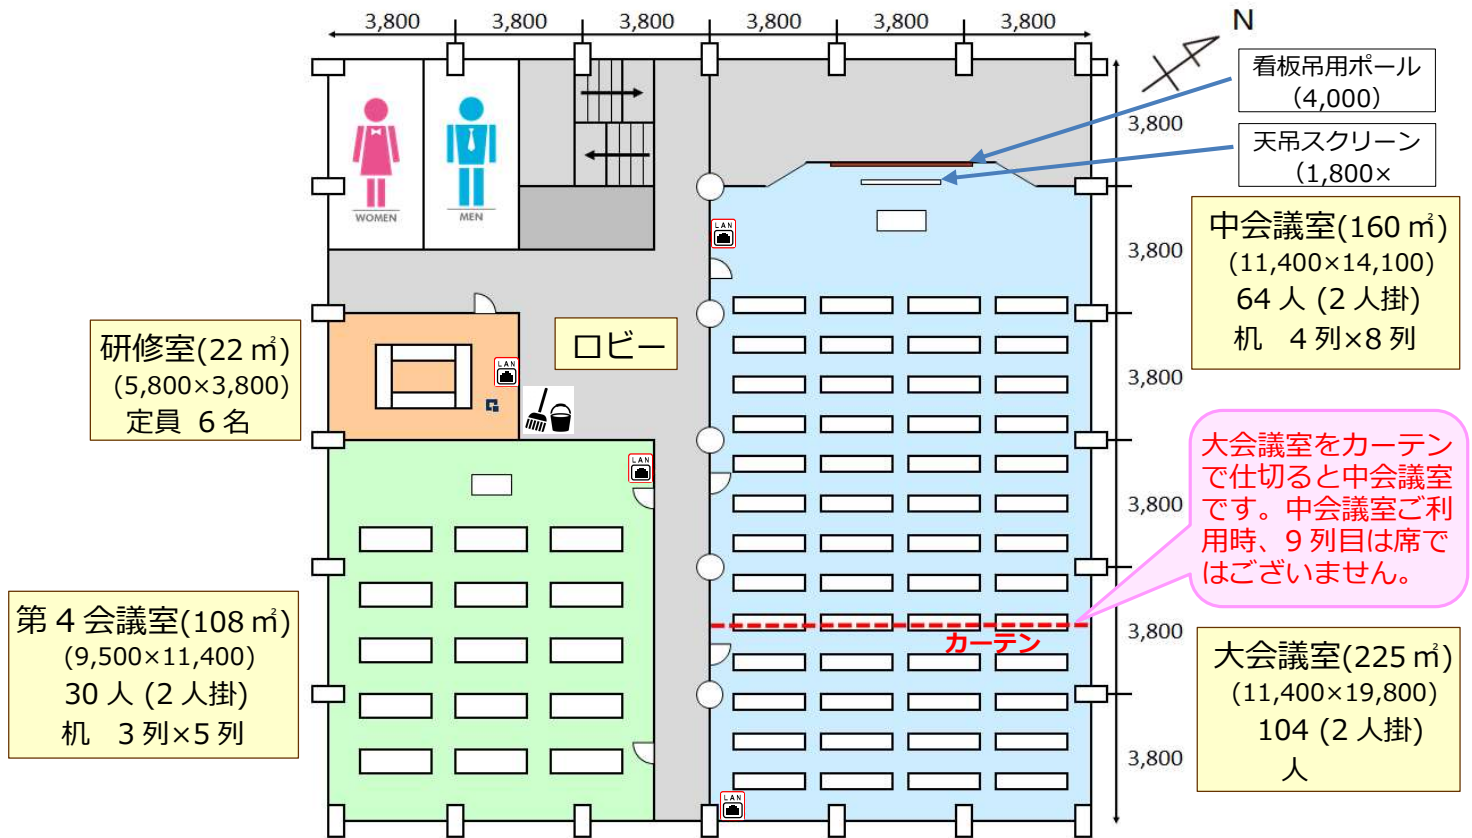 3,800
3,800
3,800
3,800
3,800
3,800
N
看板吊用ポール
(4,000)
天吊スクリーン
(1,800×
3,800
3,800
3,800
3,800
3,800
3,800
WOMEN
MEN
LAN
LAN
LAN
LAN
ロビー
研修室(22㎡)
(5,800×3,800)
定員 6名
第4会議室(108㎡)
(9,500×11,400)
30人 (2人掛)
机 3列×5列
中会議室(160㎡)
(11,400×14,100)
64人 (2人掛)
机 4列×8列
大会議室をカーテン
で仕切ると中会議室
です。中会議室ご利
用時、9列目は席で
はございません。
カーテン
大会議室(225㎡)
(11,400×19,800)
104 (2人掛)
人